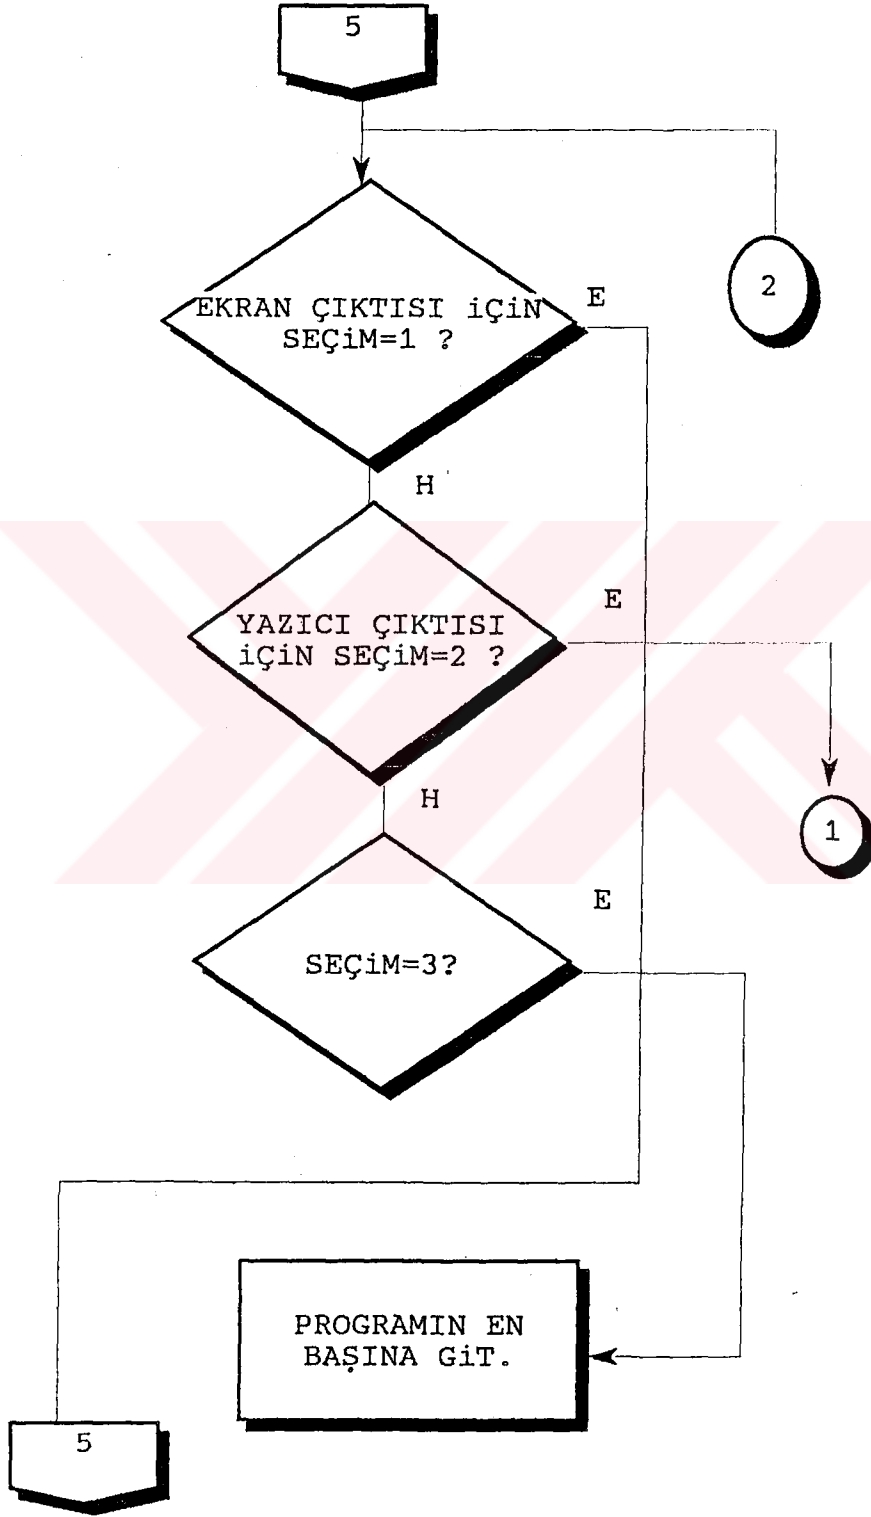 5
2
EKRAN ÇIKTISI iÇiN
SEÇiM=1 ?
E
H
YAZICI ÇIKTISI
iÇiN SEÇiM=2 ?
E
H
1
SEÇiM=3?
E
PROGRAMIN EN
BAŞINA GiT.
5